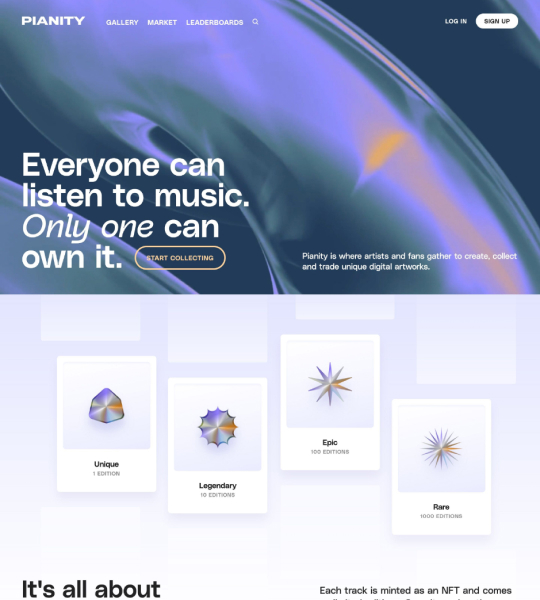 PIANITY
GALLERY MARKET LEADERBOARDS
LOG IN
SIGN UP
Everyone can
listen to music.
Only one can
own it.
START COLLECTING
Pianity is where artists and fans gather to create, collect
and trade unique digital artworks.
Unique
1 EDITION
Legendary
10 EDITIONS
Epic
100 EDITIONS
Rare
1000 EDITIONS
It's all about
Each track is minted as an NFT and comes